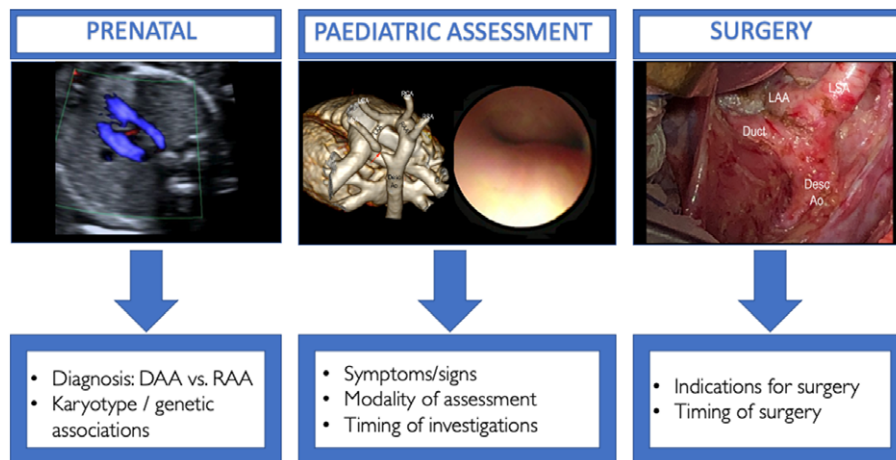 PRENATAL
PAEDIATRIC ASSESSMENT
SURGERY
LAA
LSA
Duct
Desc
Ao
• Diagnosis: DAA vs. RAA
• Karyotype / genetic
associations
• Symptoms/signs
• Modality of assessment
• Timing of investigations
• Indications for surgery
• Timing of surgery